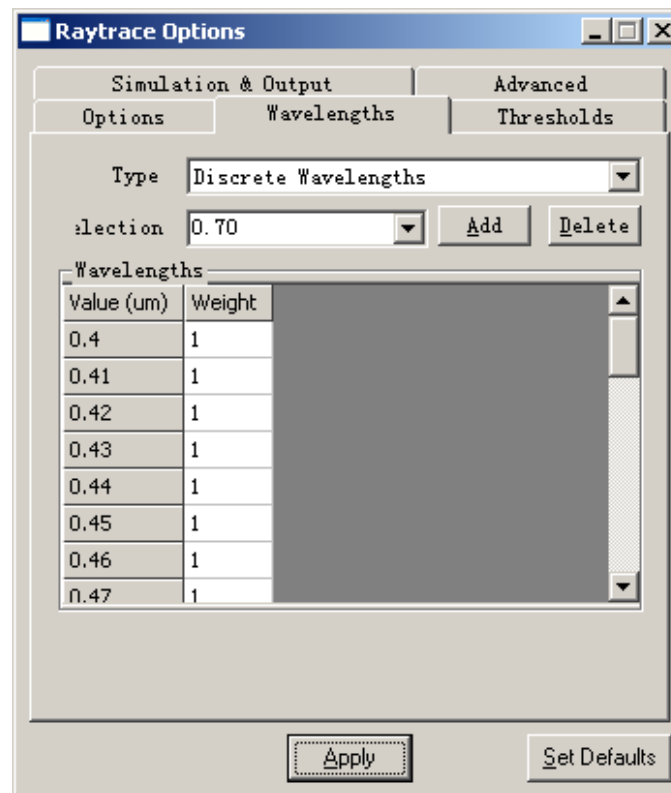 Raytrace Options
Simulation & Output Advanced
Options Wavelengths Thresholds
Type Discrete Wavelengths
election 0.70 Add Delete
Wavelengths
Value (um) Weight
0.4 1
0.41 1
0.42 1
0.43 1
0.44 1
0.45 1
0.46 1
0.47 1
Apply Set Defaults